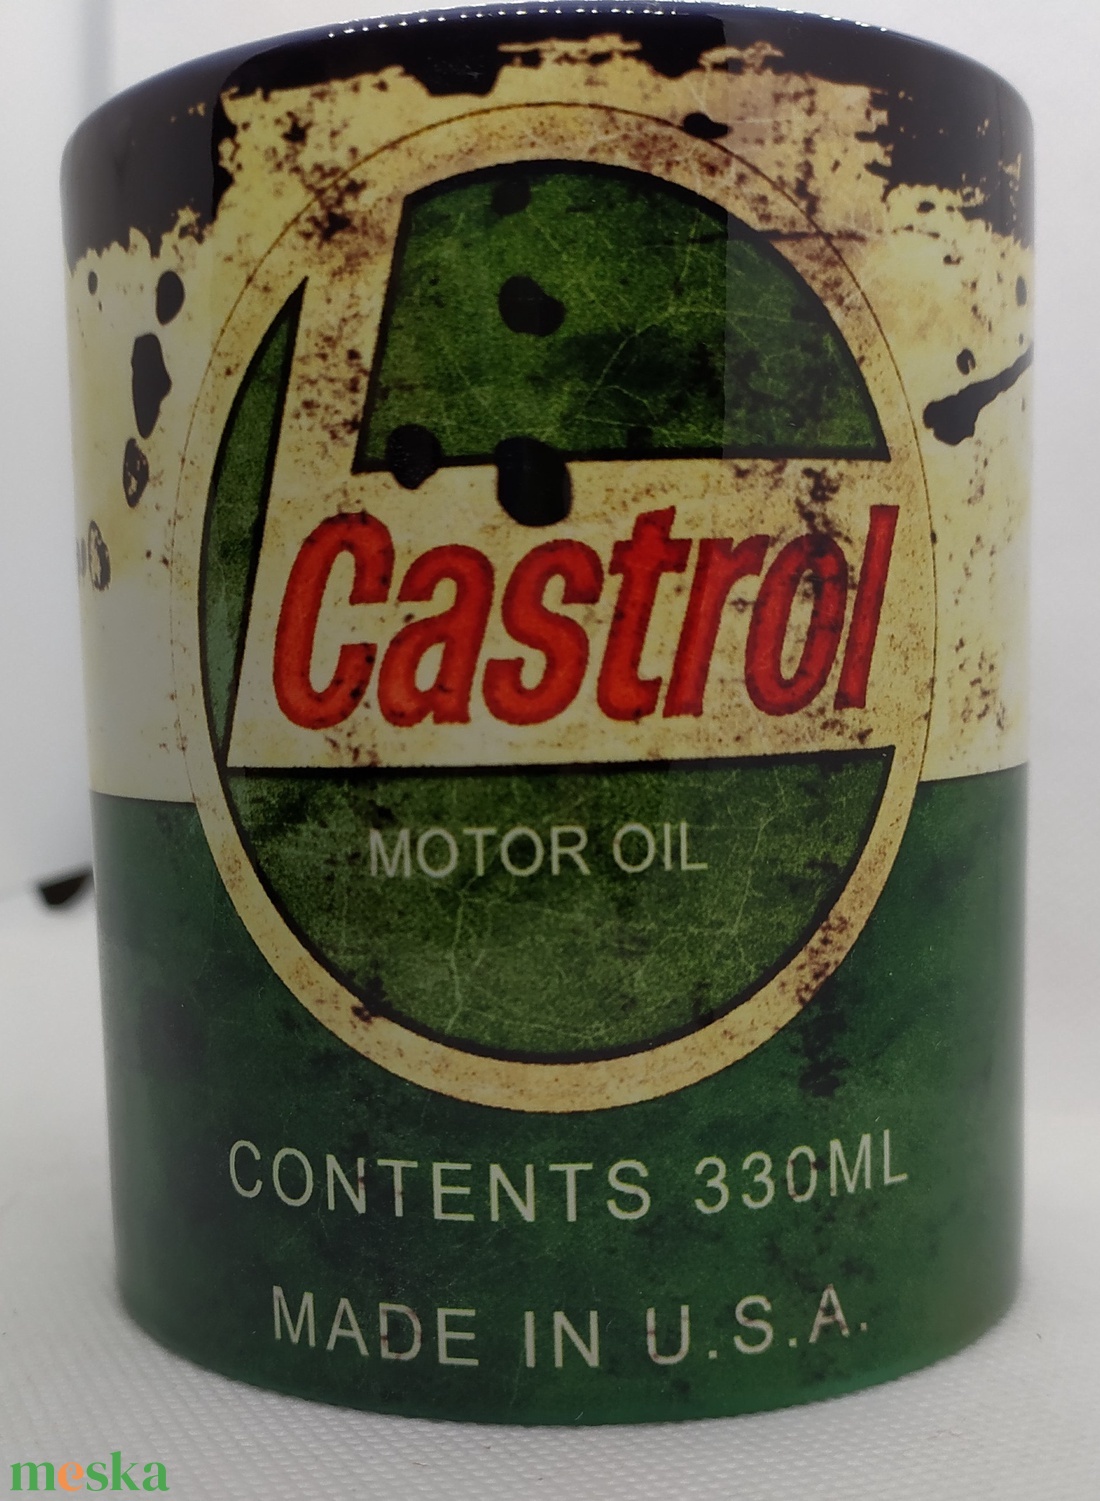 Castrol
MOTOR OIL
CONTENTS 330ML
MADE IN U.S.A.
meska